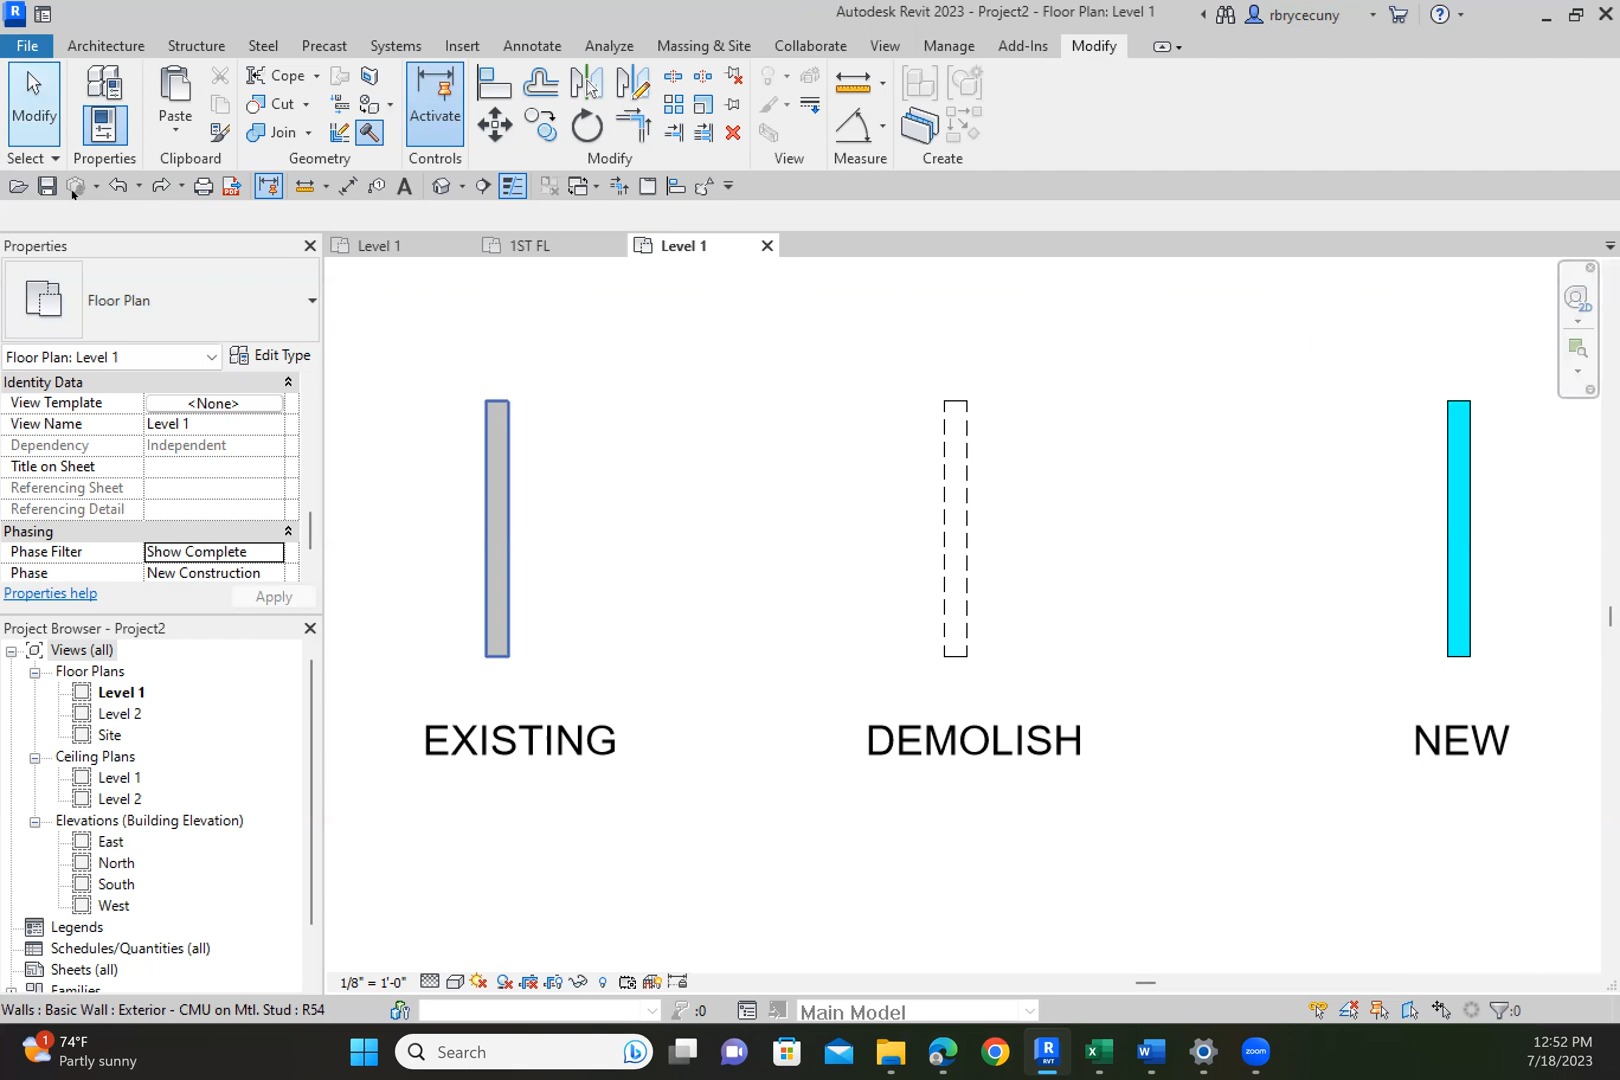 Autodesk Revit 2023 - Project2 - Floor Plan: Level 1
rbrycecuny
File Architecture Structure Steel Precast Systems Insert Annotate Analyze Massing & Site Collaborate View Manage Add-Ins Modify
Modify
Paste
Cope
Cut
Join
Activate
Select Properties Clipboard Geometry Controls Modify View Measure Create
Properties
Level 1
1ST FL
Level 1
Floor Plan
Floor Plan: Level 1
Edit Type
Identity Data
View Template <None>
View Name Level 1
Dependency Independent
Title on Sheet
Referencing Sheet
Referencing Detail
Phasing
Phase Filter Show Complete
Phase New Construction
Properties help
Apply
Project Browser - Project2
Views (all)
Floor Plans
Level 1
Level 2
Site
Ceiling Plans
Level 1
Level 2
Elevations (Building Elevation)
East
North
South
West
Legends
Schedules/Quantities (all)
Sheets (all)
Families
EXISTING
DEMOLISH
NEW
2D
1/8" = 1'-0"
Walls : Basic Wall : Exterior - CMU on Mtl. Stud : R54
:0
Main Model
:0
1
74°F
Partly sunny
Search
R
RVT
zoom
12:52 PM
7/18/2023